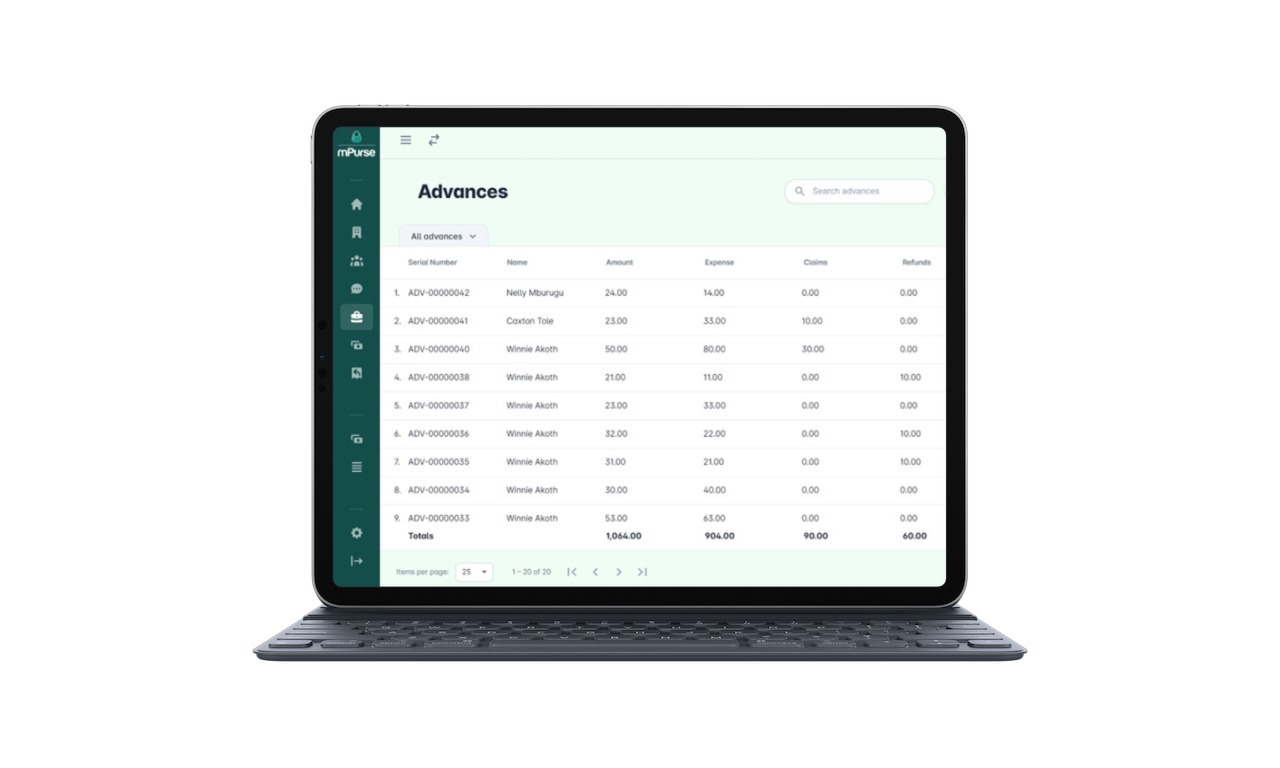 mPurse
Advances
Search advances
All advances
Serial Number Name Amount Expense Claims Refunds
1. ADV-00000042 Nelly Mburugu 24.00 14.00 0.00 0.00
2. ADV-00000041 Caxton Tole 23.00 33.00 10.00 0.00
3. ADV-00000040 Winnie Akoth 50.00 80.00 30.00 0.00
4. ADV-00000038 Winnie Akoth 21.00 11.00 0.00 10.00
5. ADV-00000037 Winnie Akoth 23.00 33.00 0.00 0.00
6. ADV-00000036 Winnie Akoth 32.00 22.00 0.00 10.00
7. ADV-00000035 Winnie Akoth 31.00 21.00 0.00 10.00
8. ADV-00000034 Winnie Akoth 30.00 40.00 0.00 0.00
9. ADV-00000033 Winnie Akoth 53.00 63.00 0.00 0.00
Totals 1,064.00 904.00 90.00 60.00
Items per page: 25 1 – 20 of 20